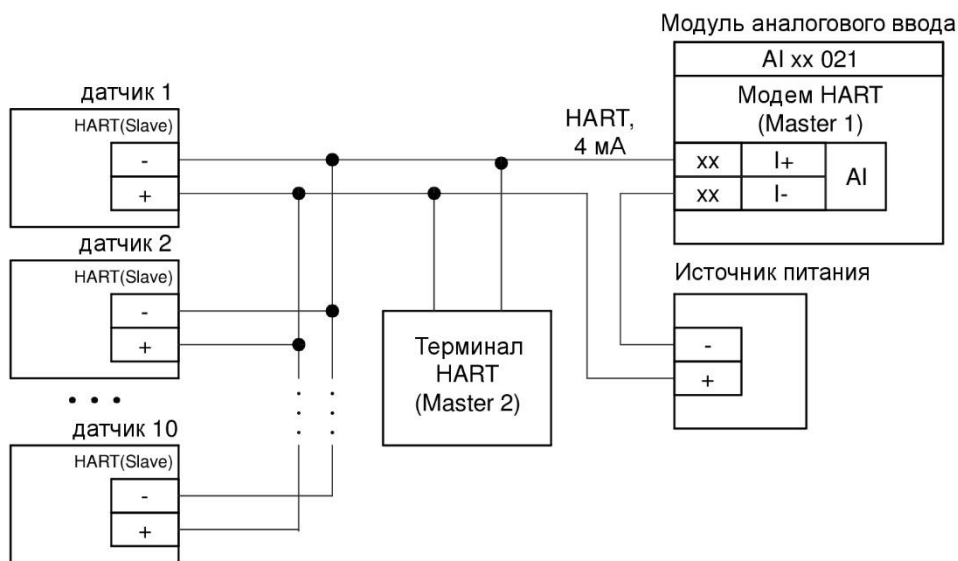 Модуль аналогового ввода
AI xx 021
Модем HART
(Master 1)
xx I+
AI
xx I-
HART,
4 мА
датчик 1
HART(Slave)
-
+
датчик 2
HART(Slave)
-
+
• • •
датчик 10
HART(Slave)
-
+
Терминал
HART
(Master 2)
Источник питания
-
+